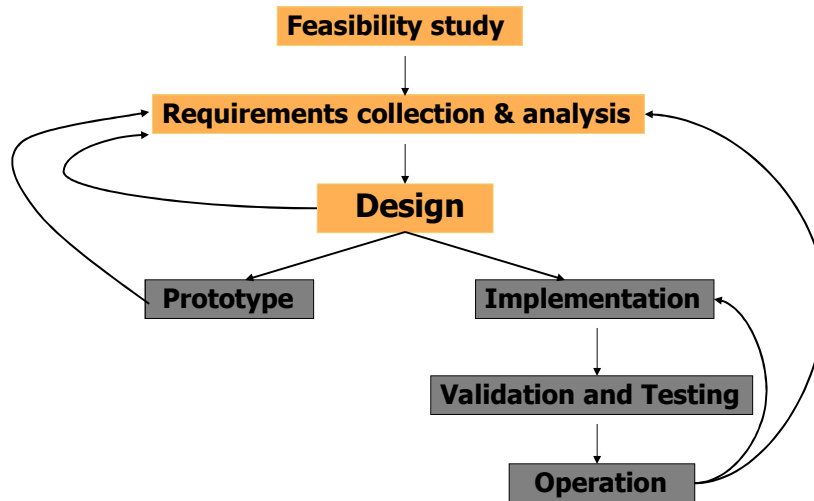 Feasibility study
Requirements collection & analysis
Design
Prototype
Implementation
Validation and Testing
Operation